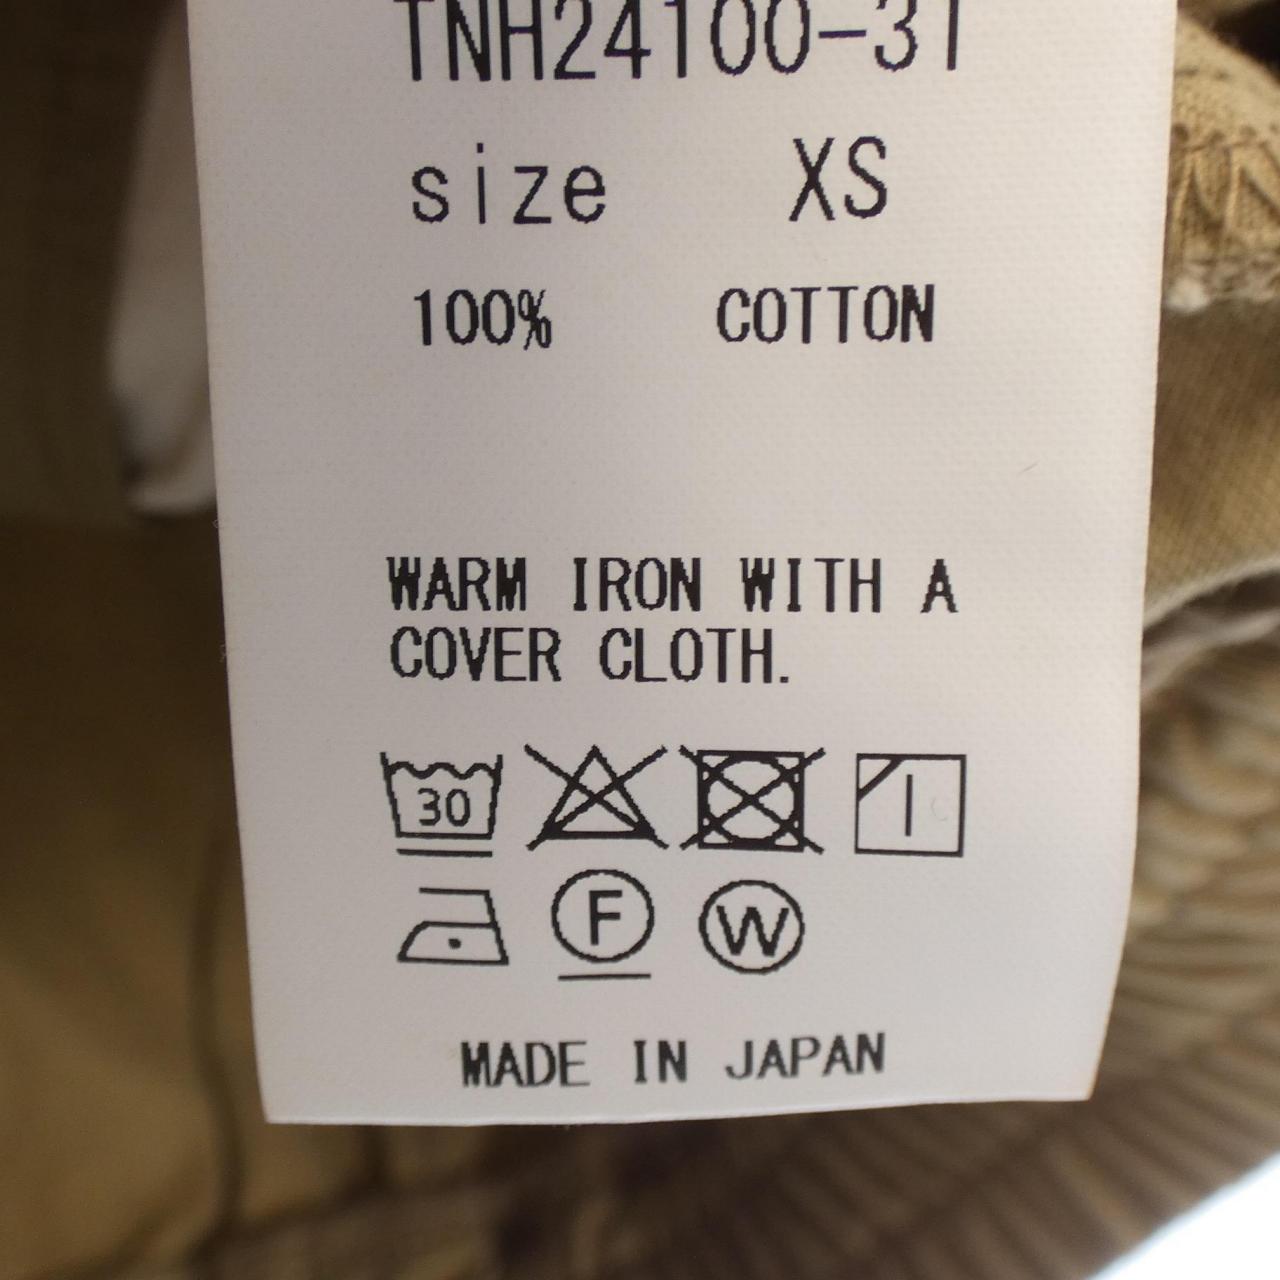 TNH24100-31
size XS
100% COTTON
WARM IRON WITH A
COVER CLOTH.
30
F W
MADE IN JAPAN